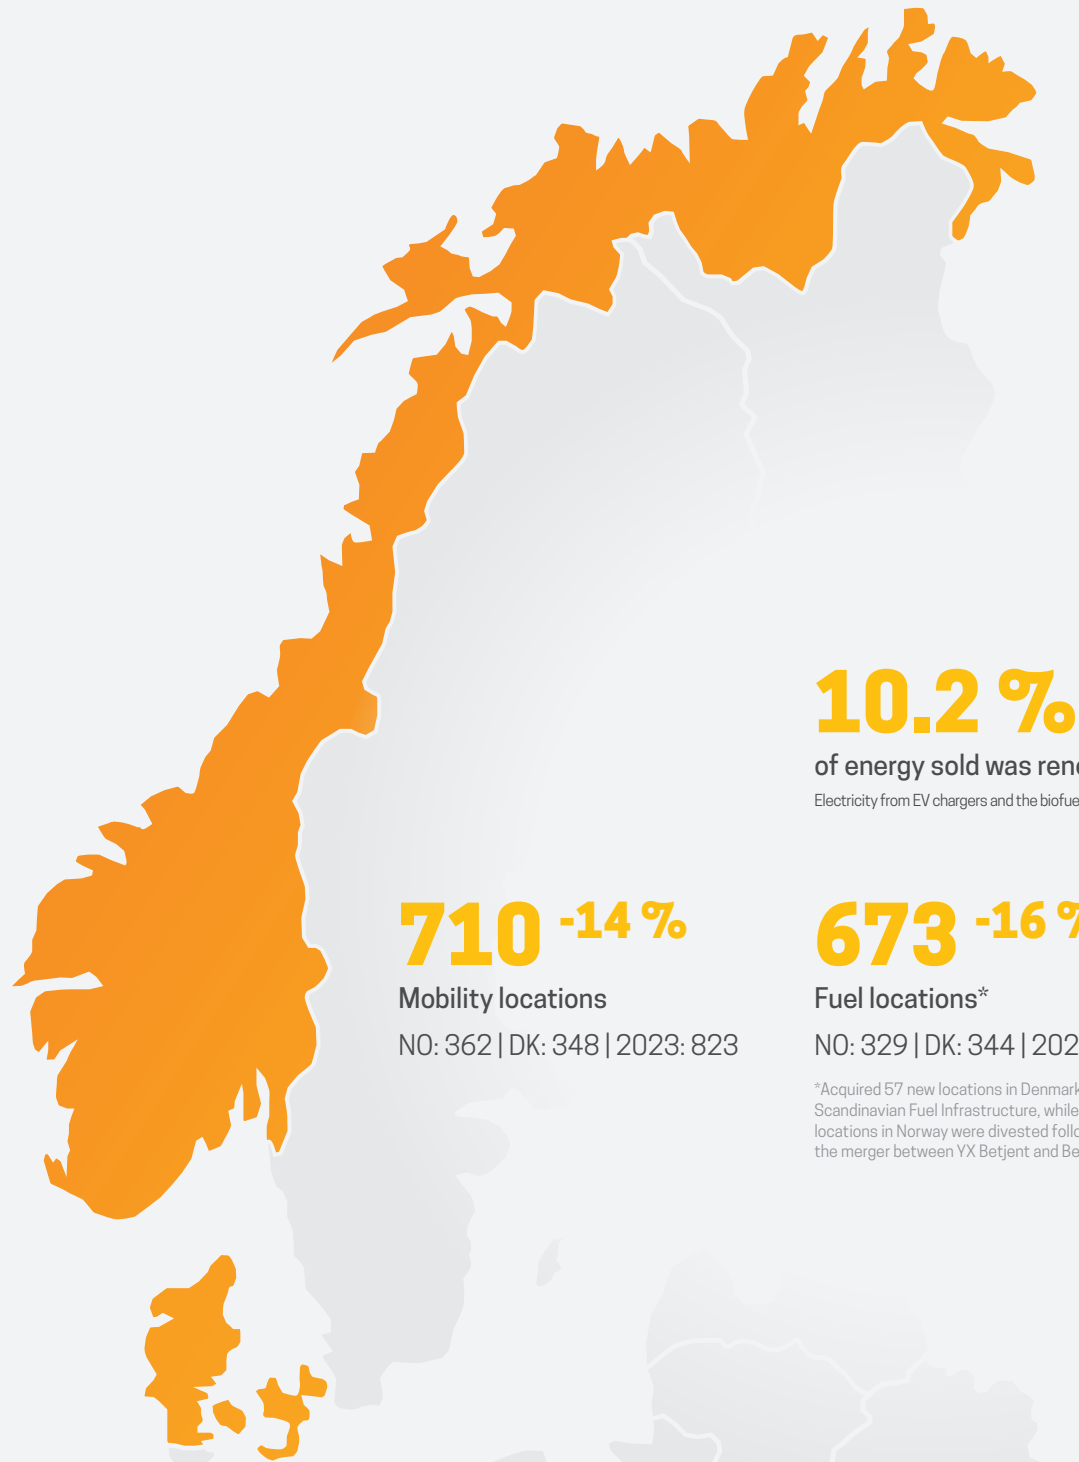 10.2 %
of energy sold was
Electricity from EV chargers and the
710 -14 %
Mobility locations
NO: 362 | DK: 348 | 2023: 823
673 -16 %
Fuel locations*
NO: 329 | DK: 344 |
*Acquired 57 new locations in Denmark
Scandinavian Fuel Infrastructure, while
locations in Norway were divested
the merger between YX Betjent and